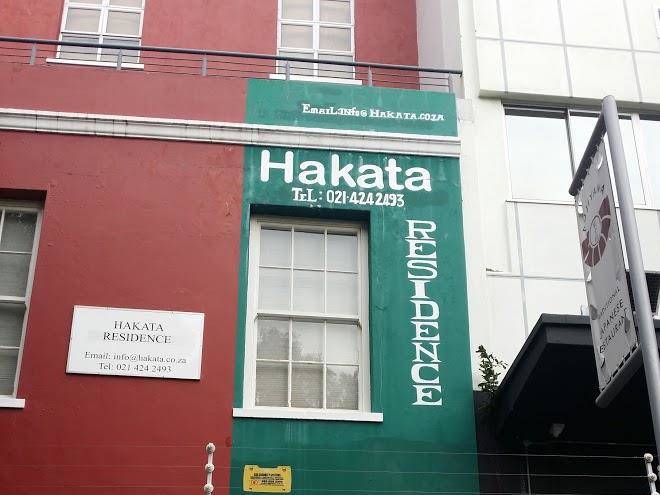 EMAIL:INFO@HAKATA.CO.ZA
Hakata
TEL: 021 424 2493
RESIDENCE
HAKATA
RESIDENCE
Email: info@hakata.co.za
Tel: 021 424 2493
JAPANESE